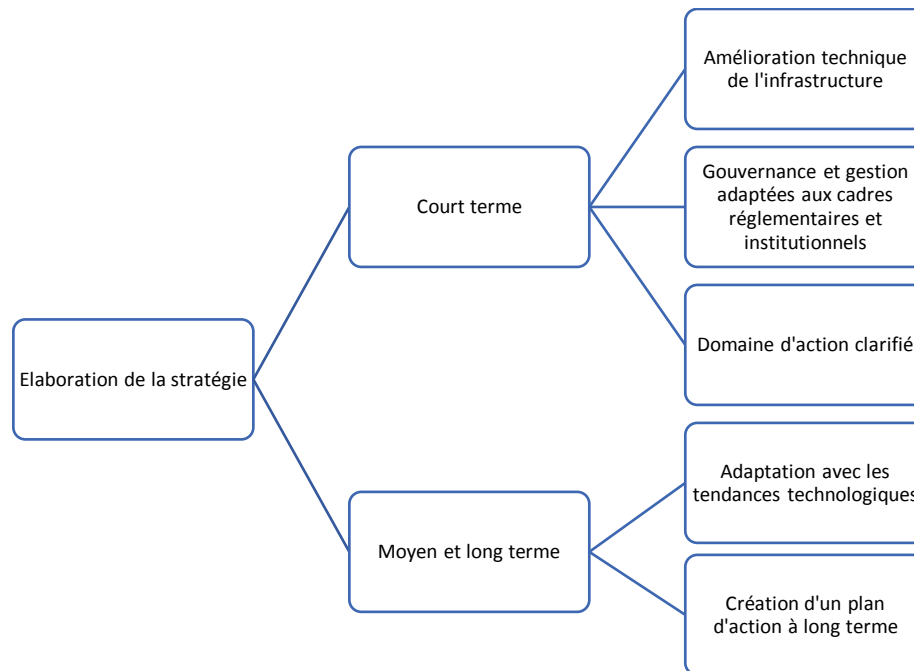 Elaboration de la stratégie
Court terme
Amélioration technique
de l'infrastructure
Gouvernance et gestion
adaptées aux cadres
réglementaires et
institutionnels
Domaine d'action clarifié
Moyen et long terme
Adaptation avec les
tendances technologiques
Création d'un plan
d'action à long terme